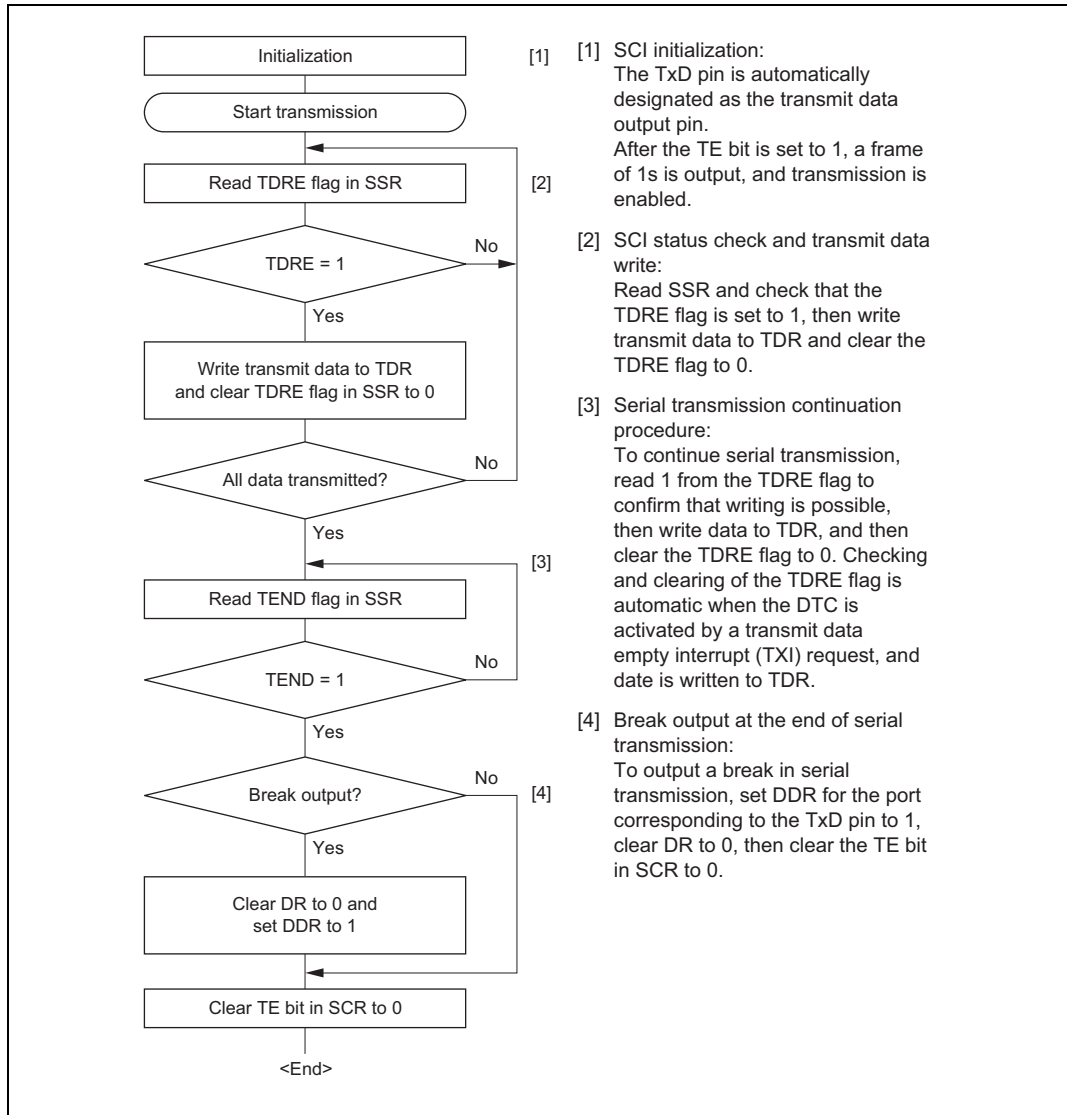 Initialization
[1]
Start transmission
Read TDRE flag in SSR
[2]
TDRE = 1
No
Yes
Write transmit data to TDR
and clear TDRE flag in SSR to 0
All data transmitted?
No
Yes
[3]
Read TEND flag in SSR
TEND = 1
No
Yes
Break output?
No
[4]
Yes
Clear DR to 0 and
set DDR to 1
Clear TE bit in SCR to 0
<End>
[1] SCI initialization:
The TxD pin is automatically
designated as the transmit data
output pin.
After the TE bit is set to 1, a frame
of 1s is output, and transmission is
enabled.
[2] SCI status check and transmit data
write:
Read SSR and check that the
TDRE flag is set to 1, then write
transmit data to TDR and clear the
TDRE flag to 0.
[3] Serial transmission continuation
procedure:
To continue serial transmission,
read 1 from the TDRE flag to
confirm that writing is possible,
then write data to TDR, and then
clear the TDRE flag to 0. Checking
and clearing of the TDRE flag is
automatic when the DTC is
activated by a transmit data
empty interrupt (TXI) request, and
date is written to TDR.
[4] Break output at the end of serial
transmission:
To output a break in serial
transmission, set DDR for the port
corresponding to the TxD pin to 1,
clear DR to 0, then clear the TE bit
in SCR to 0.